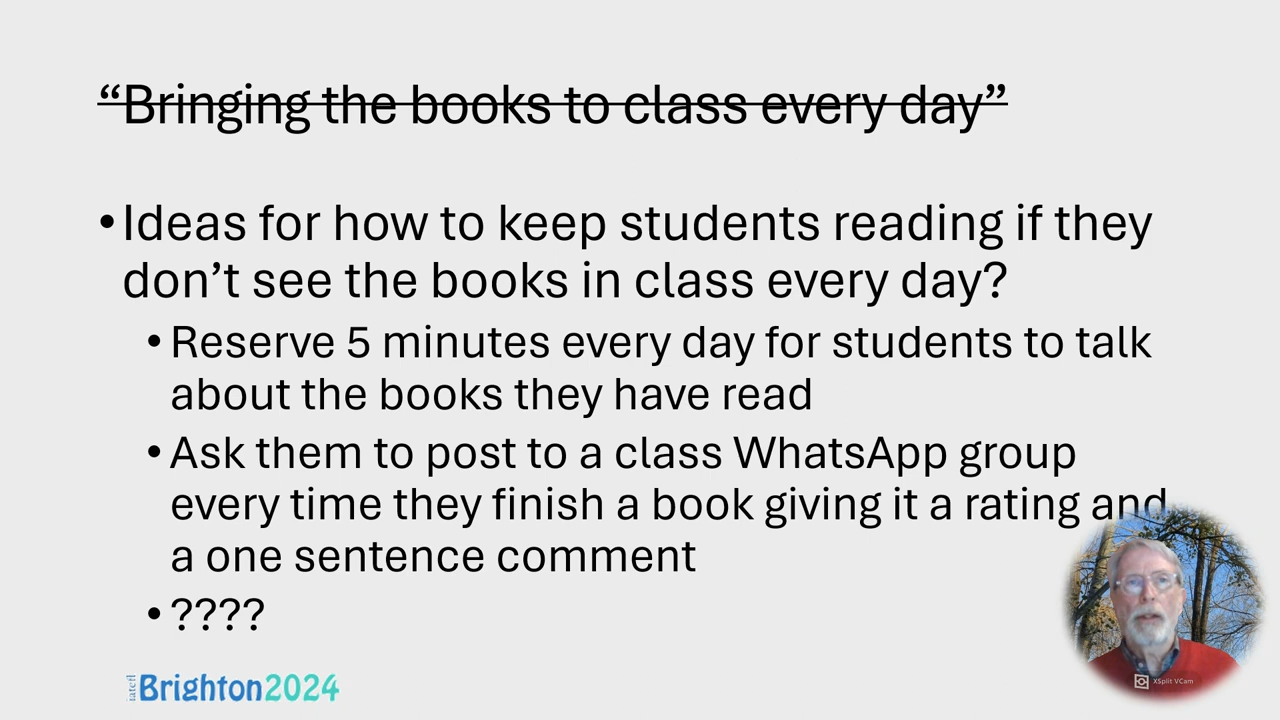 “Bringing the books to class every day”
• Ideas for how to keep students reading if they
don’t see the books in class every day?
• Reserve 5 minutes every day for students to talk
about the books they have read
• Ask them to post to a class WhatsApp group
every time they finish a book giving it a rating and
a one sentence comment
• ????
iatefl Brighton2024
XSplit VCam